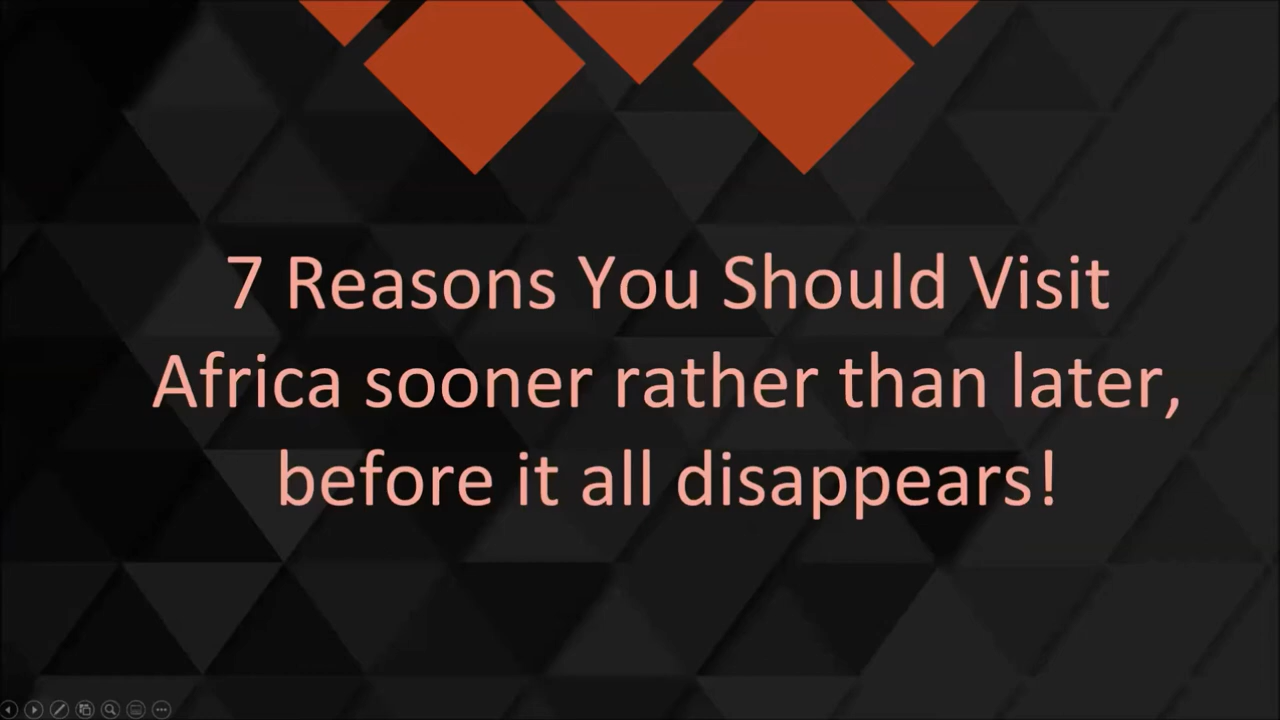 7 Reasons You Should Visit
Africa sooner rather than later,
before it all disappears!